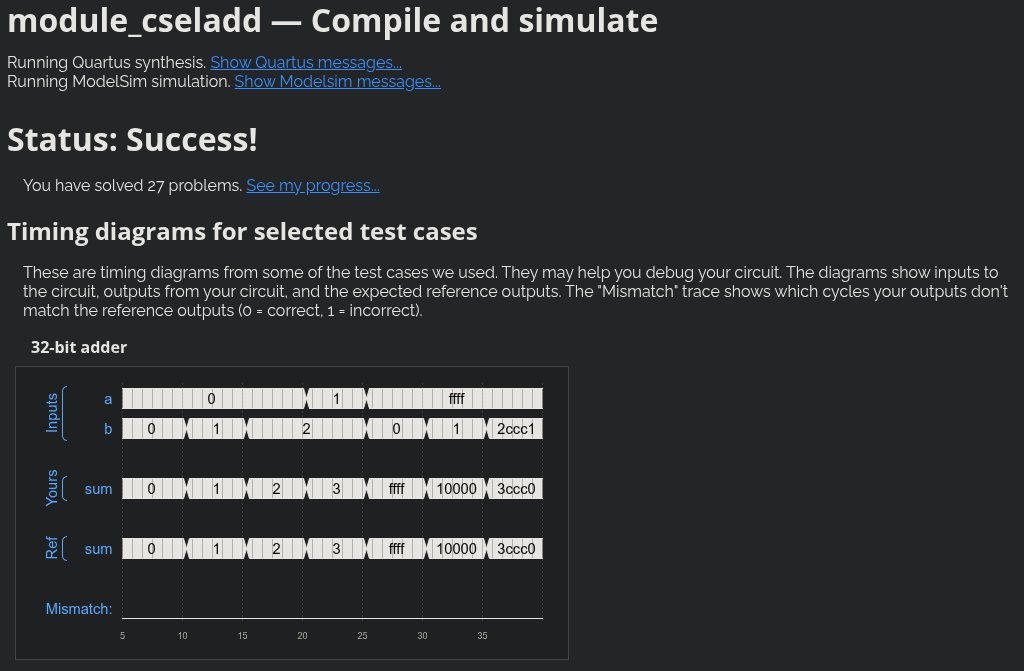 module_cseladd — Compile and simulate
Running Quartus synthesis. Show Quartus messages...
Running ModelSim simulation. Show Modelsim messages...
Status: Success!
You have solved 27 problems. See my progress...
Timing diagrams for selected test cases
These are timing diagrams from some of the test cases we used. They may help you debug your circuit. The diagrams show inputs to
the circuit, outputs from your circuit, and the expected reference outputs. The "Mismatch" trace shows which cycles your outputs don't
match the reference outputs (0 = correct, 1 = incorrect).
32-bit adder
Inputs
a 0 1 ffff
b 0 1 2 0 1 2ccc1
Yours
sum 0 1 2 3 ffff 10000 3ccc0
Ref
sum 0 1 2 3 ffff 10000 3ccc0
Mismatch:
5 10 15 20 25 30 35